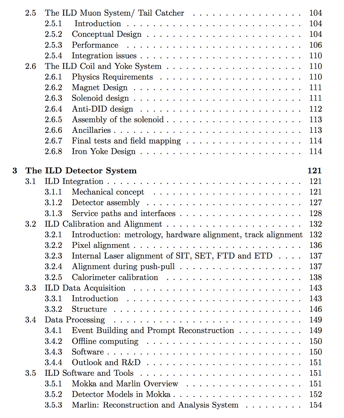 2.5 The ILD Muon System/ Tail Catcher . . . . . . . . . . . . . . . . 104
2.5.1 Introduction . . . . . . . . . . . . . . . . . . . . . . . . 104
2.5.2 Conceptual Design . . . . . . . . . . . . . . . . . . . . . . 104
2.5.3 Performance . . . . . . . . . . . . . . . . . . . . . . . . 106
2.5.4 Integration issues . . . . . . . . . . . . . . . . . . . . . . 110
2.6 The ILD Coil and Yoke System . . . . . . . . . . . . . . . . . . . 110
2.6.1 Physics Requirements . . . . . . . . . . . . . . . . . . . . 110
2.6.2 Magnet Design . . . . . . . . . . . . . . . . . . . . . . . 111
2.6.3 Solenoid design . . . . . . . . . . . . . . . . . . . . . . . 111
2.6.4 Anti-DID design . . . . . . . . . . . . . . . . . . . . . . 112
2.6.5 Assembly of the solenoid . . . . . . . . . . . . . . . . . . . 113
2.6.6 Ancillaries . . . . . . . . . . . . . . . . . . . . . . . . . 113
2.6.7 Final tests and field mapping . . . . . . . . . . . . . . . . . 114
2.6.8 Iron Yoke Design . . . . . . . . . . . . . . . . . . . . . . 114
3 The ILD Detector System 121
3.1 ILD Integration . . . . . . . . . . . . . . . . . . . . . . . . . 121
3.1.1 Mechanical concept . . . . . . . . . . . . . . . . . . . . . 121
3.1.2 Detector assembly . . . . . . . . . . . . . . . . . . . . . . 127
3.1.3 Service paths and interfaces . . . . . . . . . . . . . . . . . . 128
3.2 ILD Calibration and Alignment . . . . . . . . . . . . . . . . . . . 132
3.2.1 Introduction: metrology, hardware alignment, track alignment 132
3.2.2 Pixel alignment . . . . . . . . . . . . . . . . . . . . . . . 136
3.2.3 Internal Laser alignment of SIT, SET, FTD and ETD . . . . 137
3.2.4 Alignment during push-pull . . . . . . . . . . . . . . . . . . 137
3.2.5 Calorimeter calibration . . . . . . . . . . . . . . . . . . . . 138
3.3 ILD Data Acquisition . . . . . . . . . . . . . . . . . . . . . . . 143
3.3.1 Introduction . . . . . . . . . . . . . . . . . . . . . . . . 143
3.3.2 Structure . . . . . . . . . . . . . . . . . . . . . . . . . . 146
3.4 Data Processing . . . . . . . . . . . . . . . . . . . . . . . . . 149
3.4.1 Event Building and Prompt Reconstruction . . . . . . . . . . 149
3.4.2 Offline computing . . . . . . . . . . . . . . . . . . . . . . 150
3.4.3 Software . . . . . . . . . . . . . . . . . . . . . . . . . . 150
3.4.4 Outlook and R&D . . . . . . . . . . . . . . . . . . . . . . 151
3.5 ILD Software and Tools . . . . . . . . . . . . . . . . . . . . . . 151
3.5.1 Mokka and Marlin Overview . . . . . . . . . . . . . . . . . 151
3.5.2 Detector Models in Mokka . . . . . . . . . . . . . . . . . . . 152
3.5.3 Marlin: Reconstruction and Analysis System . . . . . . . . . 154